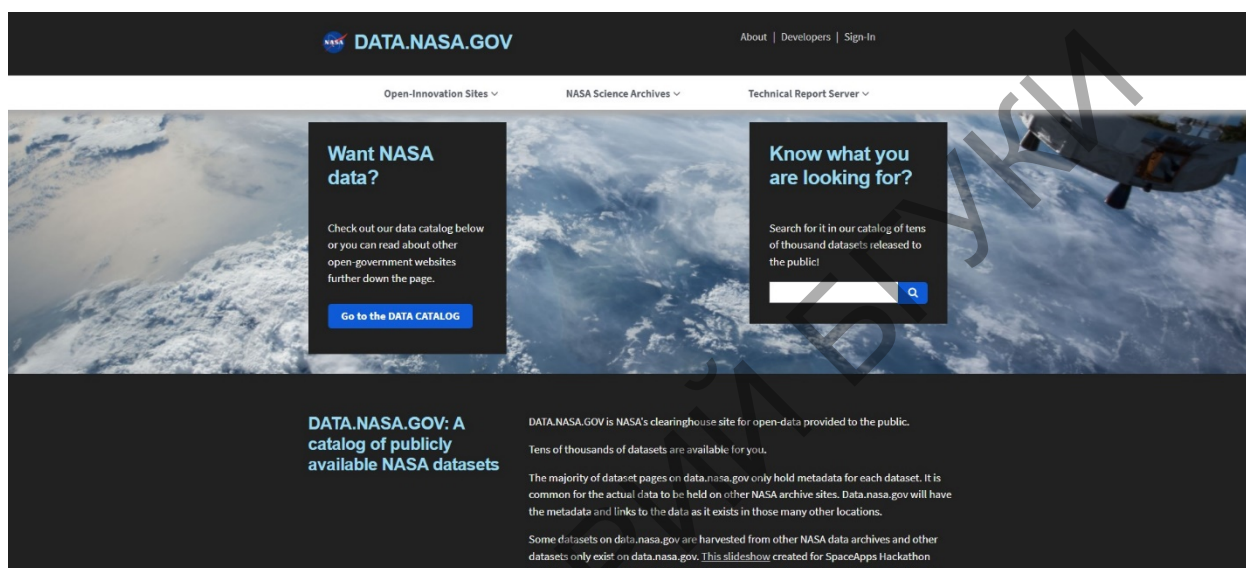 NASA DATA.NASA.GOV
About | Developers | Sign-In
Open-Innovation Sites
NASA Science Archives
Technical Report Server
Want NASA
data?
Check out our data catalog below
or you can read about other
open-government websites
further down the page.
Go to the DATA CATALOG
Know what you
are looking for?
Search for it in our catalog of tens
of thousand datasets released to
the public!
DATA.NASA.GOV: A
catalog of publicly
available NASA datasets
DATA.NASA.GOV is NASA's clearinghouse site for open-data provided to the public.
Tens of thousands of datasets are available for you.
The majority of dataset pages on data.nasa.gov only hold metadata for each dataset. It is
common for the actual data to be held on other NASA archive sites. Data.nasa.gov will have
the metadata and links to the data as it exists in those many other locations.
Some datasets on data.nasa.gov are harvested from other NASA data archives and other
datasets only exist on data.nasa.gov. This slideshow created for SpaceApps Hackathon
БГУКИ